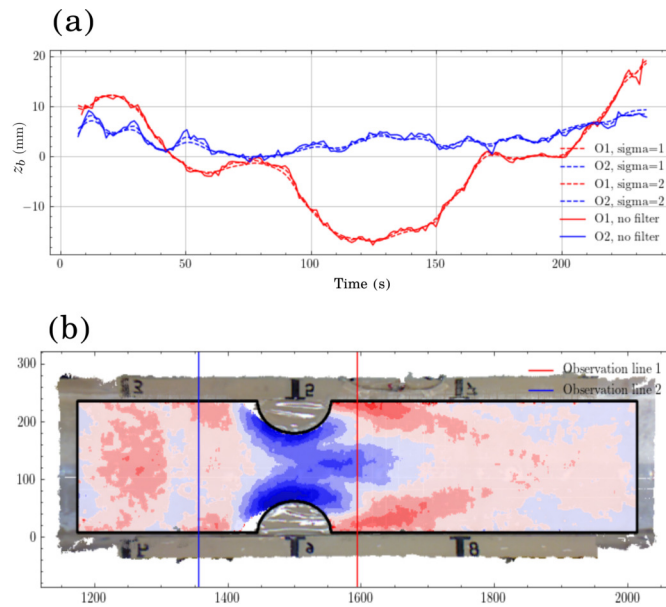 (a)
20
10
0
−10
z_b (mm)
O1, sigma=1
O2, sigma=1
O1, sigma=2
O2, sigma=2
O1, no filter
O2, no filter
0 50 100 150 200
Time (s)
(b)
300
200
100
0
Observation line 1
Observation line 2
1200 1400 1600 1800 2000